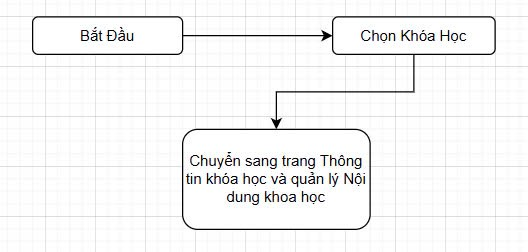 Bắt Đầu
Chọn Khóa Học
Chuyển sang trang Thông
tin khóa học và quản lý Nội
dung khoa học